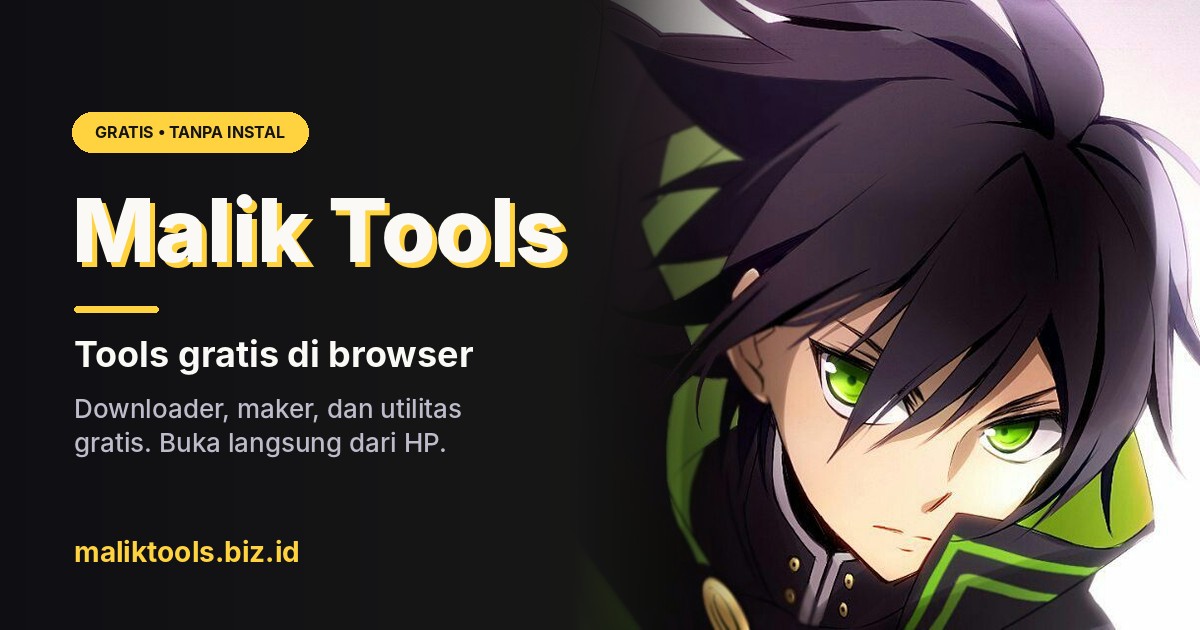 GRATIS • TANPA INSTAL
Malik Tools
Tools gratis di browser
Downloader, maker, dan utilitas
gratis. Buka langsung dari HP.
maliktools.biz.id